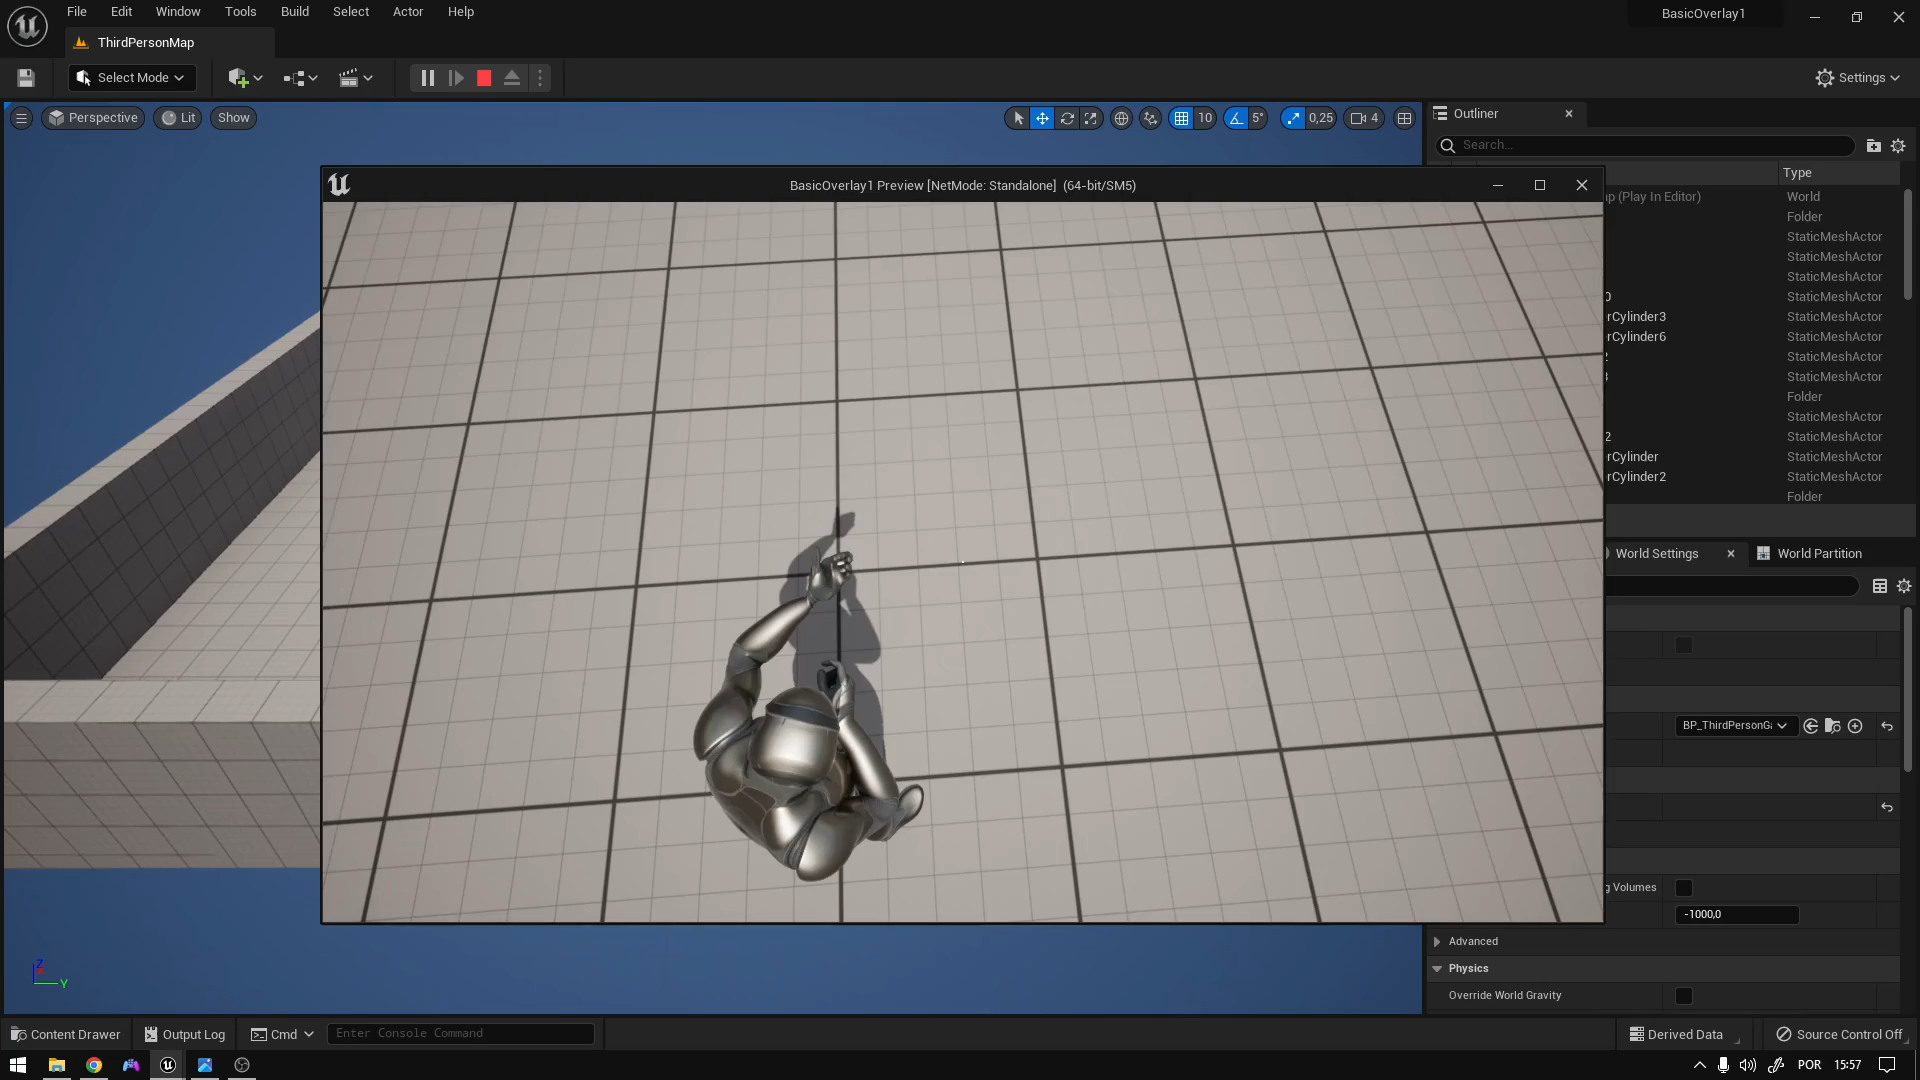 File Edit Window Tools Build Select Actor Help
BasicOverlay1
ThirdPersonMap
Select Mode
Settings
Perspective Lit Show
10 5° 0,25 4
Outliner
Search...
Type
BasicOverlay1 Preview [NetMode: Standalone] (64-bit/SM5)
(Play In Editor) World
Folder
StaticMeshActor
StaticMeshActor
StaticMeshActor
0 StaticMeshActor
rCylinder3 StaticMeshActor
rCylinder6 StaticMeshActor
StaticMeshActor
StaticMeshActor
Folder
StaticMeshActor
2 StaticMeshActor
rCylinder StaticMeshActor
rCylinder2 StaticMeshActor
Folder
World Settings World Partition
BP_ThirdPersonGa
g Volumes
-1000,0
Advanced
Physics
Override World Gravity
Z
Y
Content Drawer Output Log Cmd Enter Console Command Derived Data Source Control Off
POR 15:57